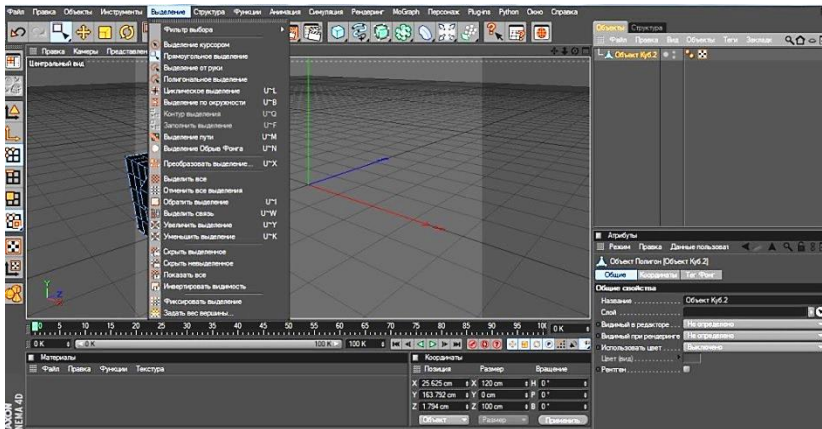 Файл Правка Объекты Инструменты Выделение Структура Функции Анимация Симуляция Рендеринг MoGraph Персонаж Plug-ins Python Окно Справка
Правка Камеры Представлен
Центральный вид
Фильтр выбора
Выделение курсором
Прямоугольное выделение
Выделение от руки
Полигональное выделение
Циклическое выделение U~L
Выделение по окружности U~B
Контур выделения U~Q
Заполнить выделение U~F
Выделение пути U~M
Выделение Обрыв Фонга U~N
Преобразовать выделение... U~X
Выделить все
Отменить все выделения
Обратить выделение U~I
Выделить связь U~W
Увеличить выделение U~Y
Уменьшить выделение U~K
Скрыть выделенное
Скрыть невыделенное
Показать все
Инвертировать видимость
Фиксировать выделение
Задать вес вершины...
Y
Z
X
0 5 10 15 20 25 30 35 40 45 50 55 60 65 70 75 80 85 90 95 100 0 K
0 K 0 K 100 K 100 K
Материалы
Файл Правка Функции Текстура
Координаты
Позиция Размер Вращение
X 25.625 cm X 120 cm H 0°
Y 163.792 cm Y 0 cm P 0°
Z 1.794 cm Z 100 cm B 0°
Объект Размер Применить
Объекты Структура
Файл Правка Вид Объекты Теги Закладк
Объект Куб.2
Атрибуты
Режим Правка Данные пользоват
Объект Полигон [Объект Куб.2]
Общие Координаты Тег Фонг
Общие свойства
Название Объект Куб.2
Слой
Видимый в редакторе Не определено
Видимый при рендеринге Не определено
Использовать цвет Выключено
Цвет (вид)
Рентген
MAXON
CINEMA 4D